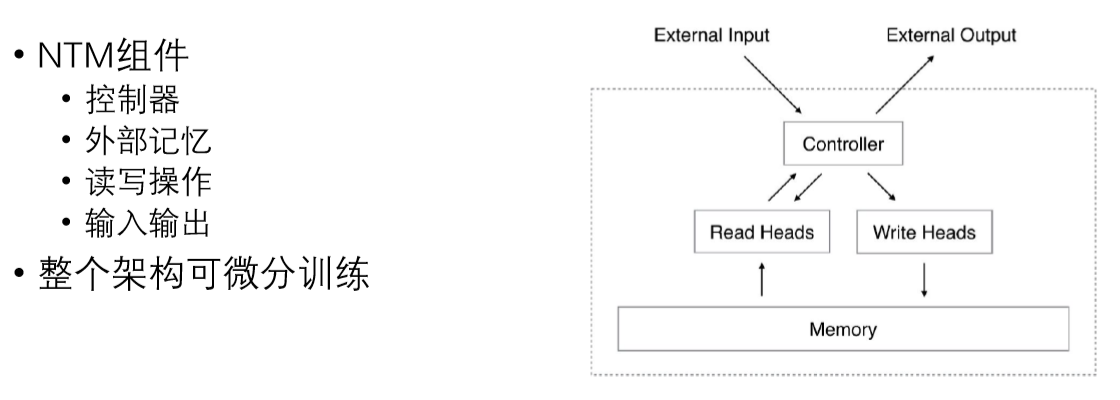 • NTM组件
• 控制器
• 外部记忆
• 读写操作
• 输入输出
• 整个架构可微分训练
External Input
External Output
Controller
Read Heads
Write Heads
Memory